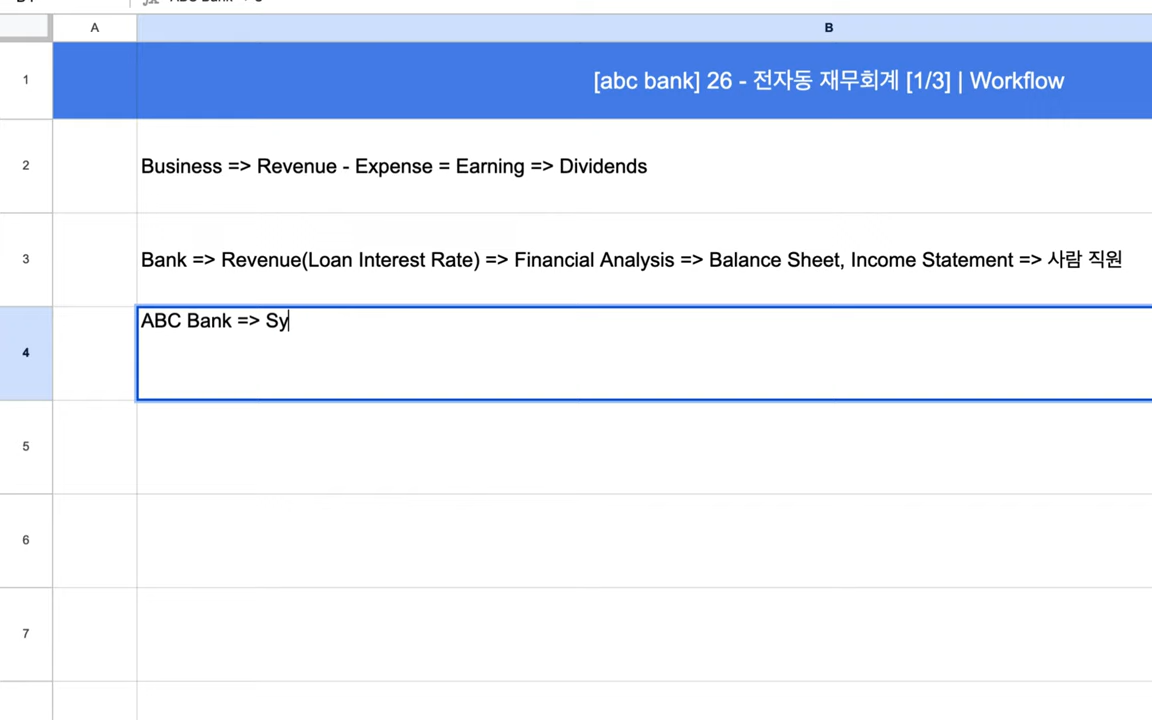 A
B
1
[abc bank] 26 - 전자동 재무회계 [1/3] | Workflow
2
Business => Revenue - Expense = Earning => Dividends
3
Bank => Revenue(Loan Interest Rate) => Financial Analysis => Balance Sheet, Income Statement => 사람 직원
4
ABC Bank => Sy
5
6
7